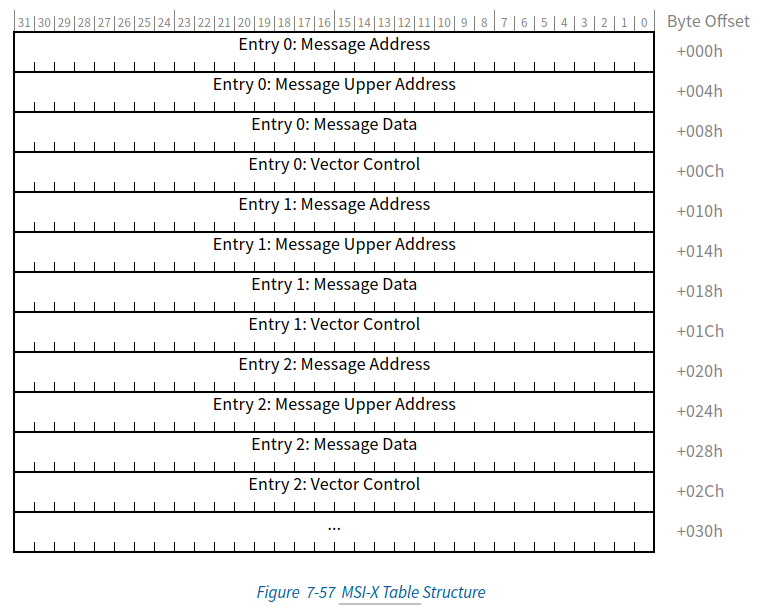 31 30 29 28 27 26 25 24 23 22 21 20 19 18 17 16 15 14 13 12 11 10 9 8 7 6 5 4 3 2 1 0 Byte Offset
Entry 0: Message Address +000h
Entry 0: Message Upper Address +004h
Entry 0: Message Data +008h
Entry 0: Vector Control +00Ch
Entry 1: Message Address +010h
Entry 1: Message Upper Address +014h
Entry 1: Message Data +018h
Entry 1: Vector Control +01Ch
Entry 2: Message Address +020h
Entry 2: Message Upper Address +024h
Entry 2: Message Data +028h
Entry 2: Vector Control +02Ch
... +030h
Figure 7-57 MSI-X Table Structure